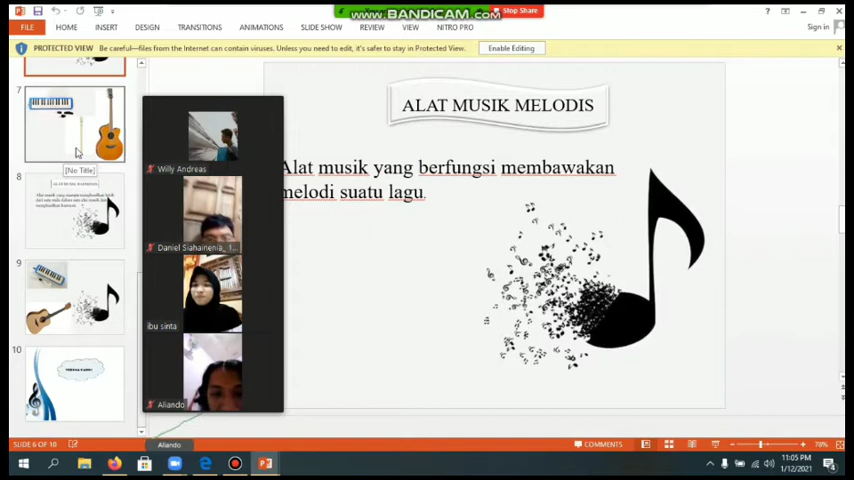 www.BANDICAM.com
Stop Share
Sign in
FILE
HOME
INSERT
DESIGN
TRANSITIONS
ANIMATIONS
SLIDE SHOW
REVIEW
VIEW
NITRO PRO
PROTECTED VIEW
Be careful—files from the Internet can contain viruses. Unless you need to edit, it's safer to stay in Protected View.
Enable Editing
7
[No Title]
8
9
10
Willy Andreas
Daniel Siahainenia_ 1...
ibu sinta
Aliando
ALAT MUSIK MELODIS
Alat musik yang berfungsi membawakan
melodi suatu lagu.
SLIDE 6 OF 10
Aliando
COMMENTS
78%
11:05 PM
1/12/2021
4